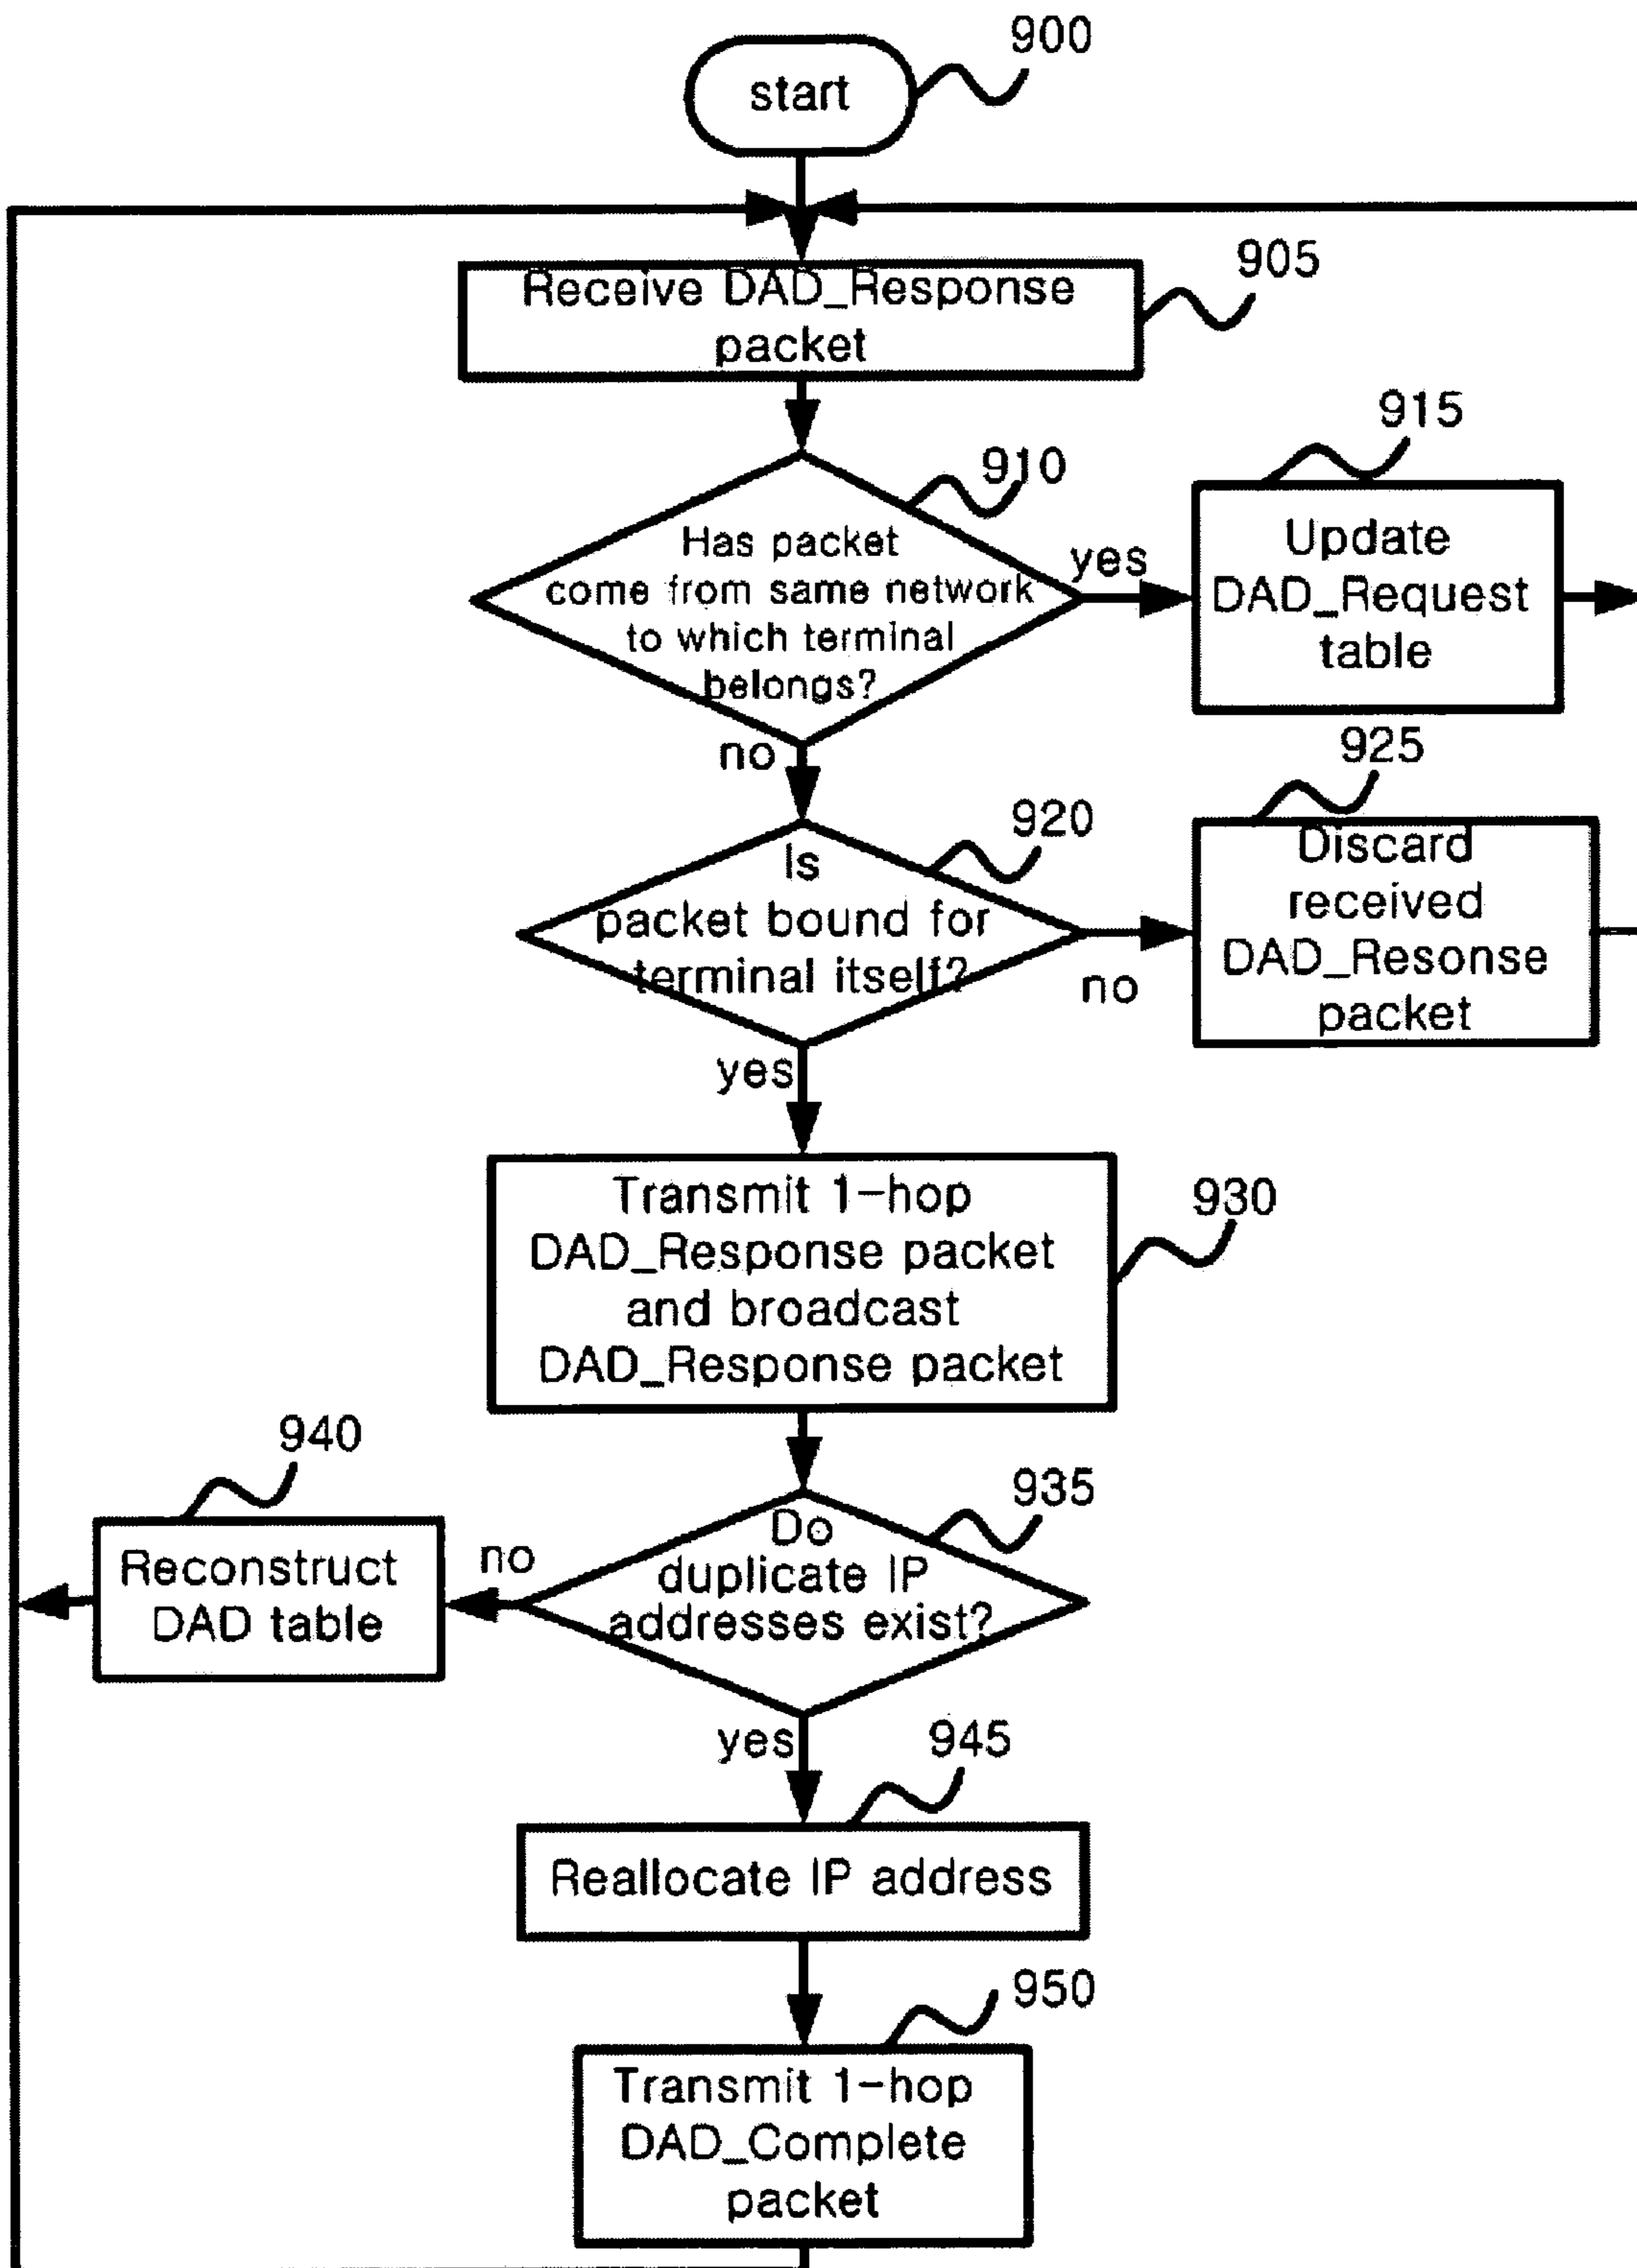 900
start
905
Receive DAD_Response
packet
910
915
Has packet
come from same network
to which terminal
belongs?
yes
Update
DAD_Request
table
no
920
925
Is
packet bound for
terminal itself?
no
Discard
received
DAD_Resonse
packet
yes
930
Transmit 1-hop
DAD_Response packet
and broadcast
DAD_Response packet
940
935
Do
duplicate IP
addresses exist?
no
Reconstruct
DAD table
yes
945
Reallocate IP address
950
Transmit 1-hop
DAD_Complete
packet